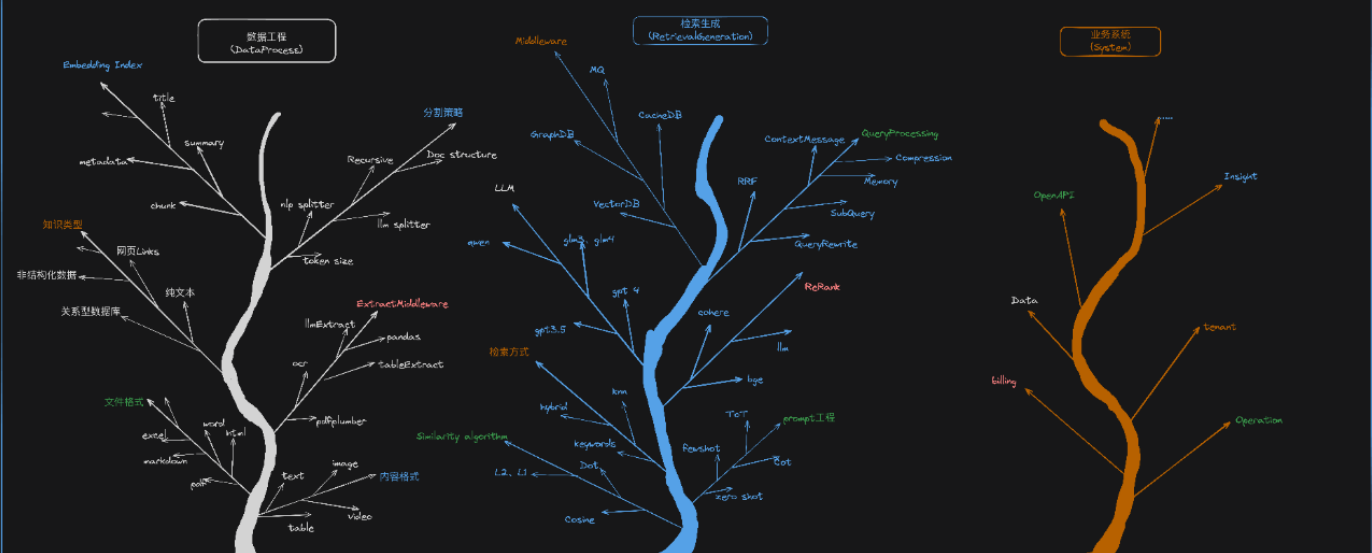 数据工程
(DataProcess)
Embedding Index
title
summary
metadata
chunk
分割策略
Recursive
Doc structure
nlp splitter
llm splitter
token size
知识类型
网页Links
非结构化数据
纯文本
关系型数据库
ExtractMiddleware
llmExtract
pandas
ocr
tableExtract
pdfplumber
文件格式
word
excel
html
markdown
pdf
text
image
内容格式
video
table
检索生成
(RetrievalGeneration)
Middleware
MQ
CacheDB
GraphDB
VectorDB
ContextMessage
QueryProcessing
Compression
RRF
Memory
SubQuery
QueryRewrite
LLM
qwen
glm3、glm4
gpt 4
gpt3.5
ReRank
cohere
llm
bge
检索方式
knn
hybrid
keywords
Similarity algorithm
Dot
L2、L1
Cosine
ToT
prompt工程
fewshot
Cot
zero shot
业务系统
(System)
.....
Insight
OpenAPI
Data
tenant
billing
Operation